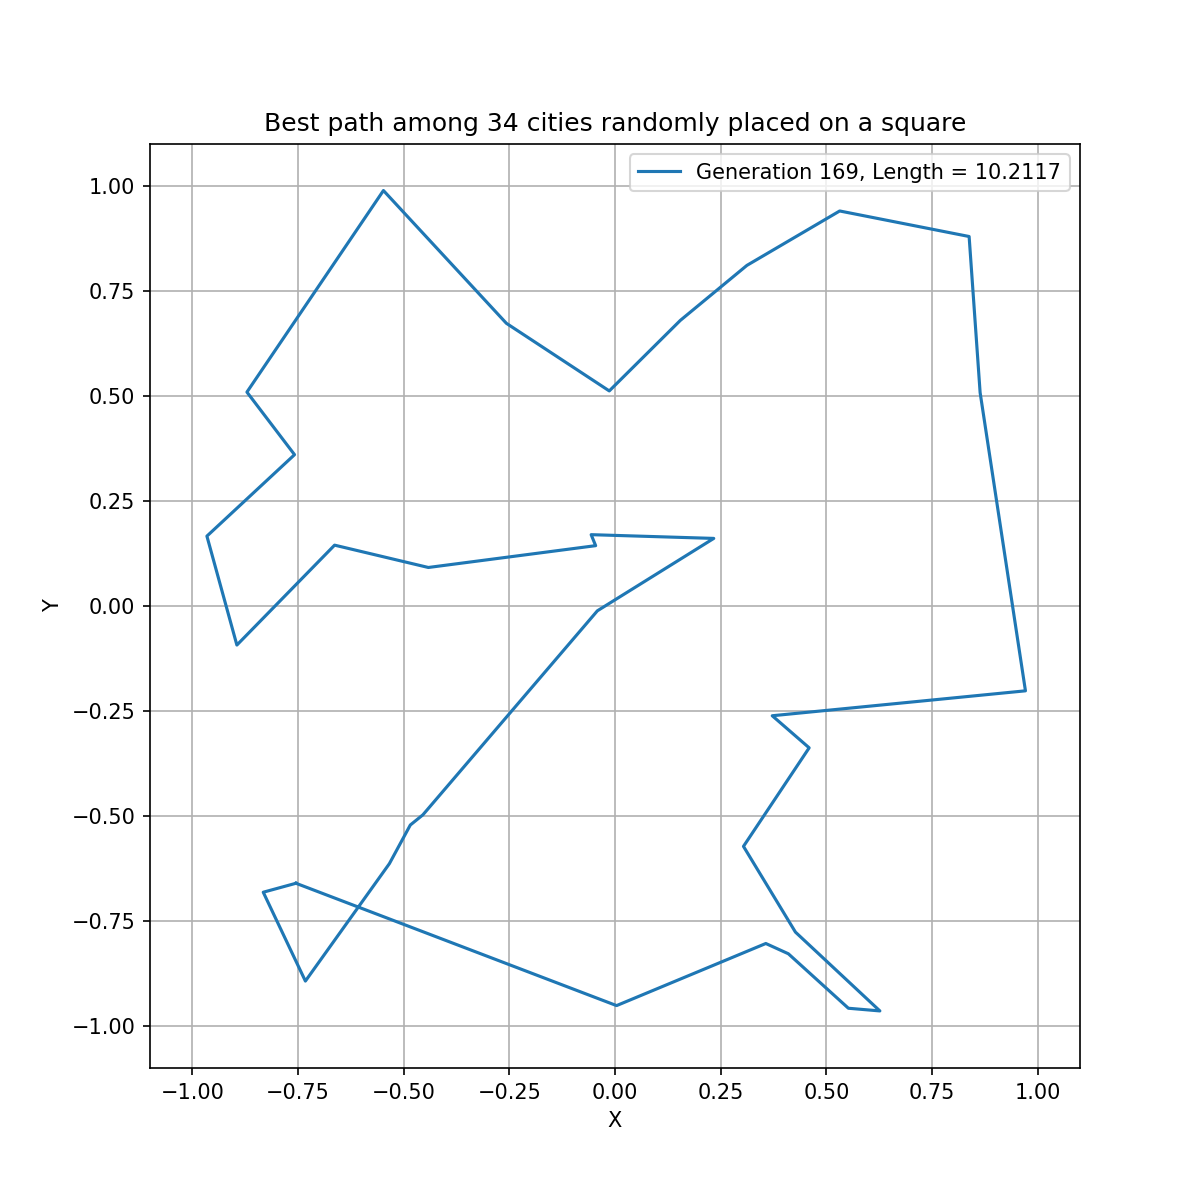 Best path among 34 cities randomly placed on a square
Generation 169, Length = 10.2117
1.00
0.75
0.50
0.25
0.00
−0.25
−0.50
−0.75
−1.00
Y
−1.00 −0.75 −0.50 −0.25 0.00 0.25 0.50 0.75 1.00
X